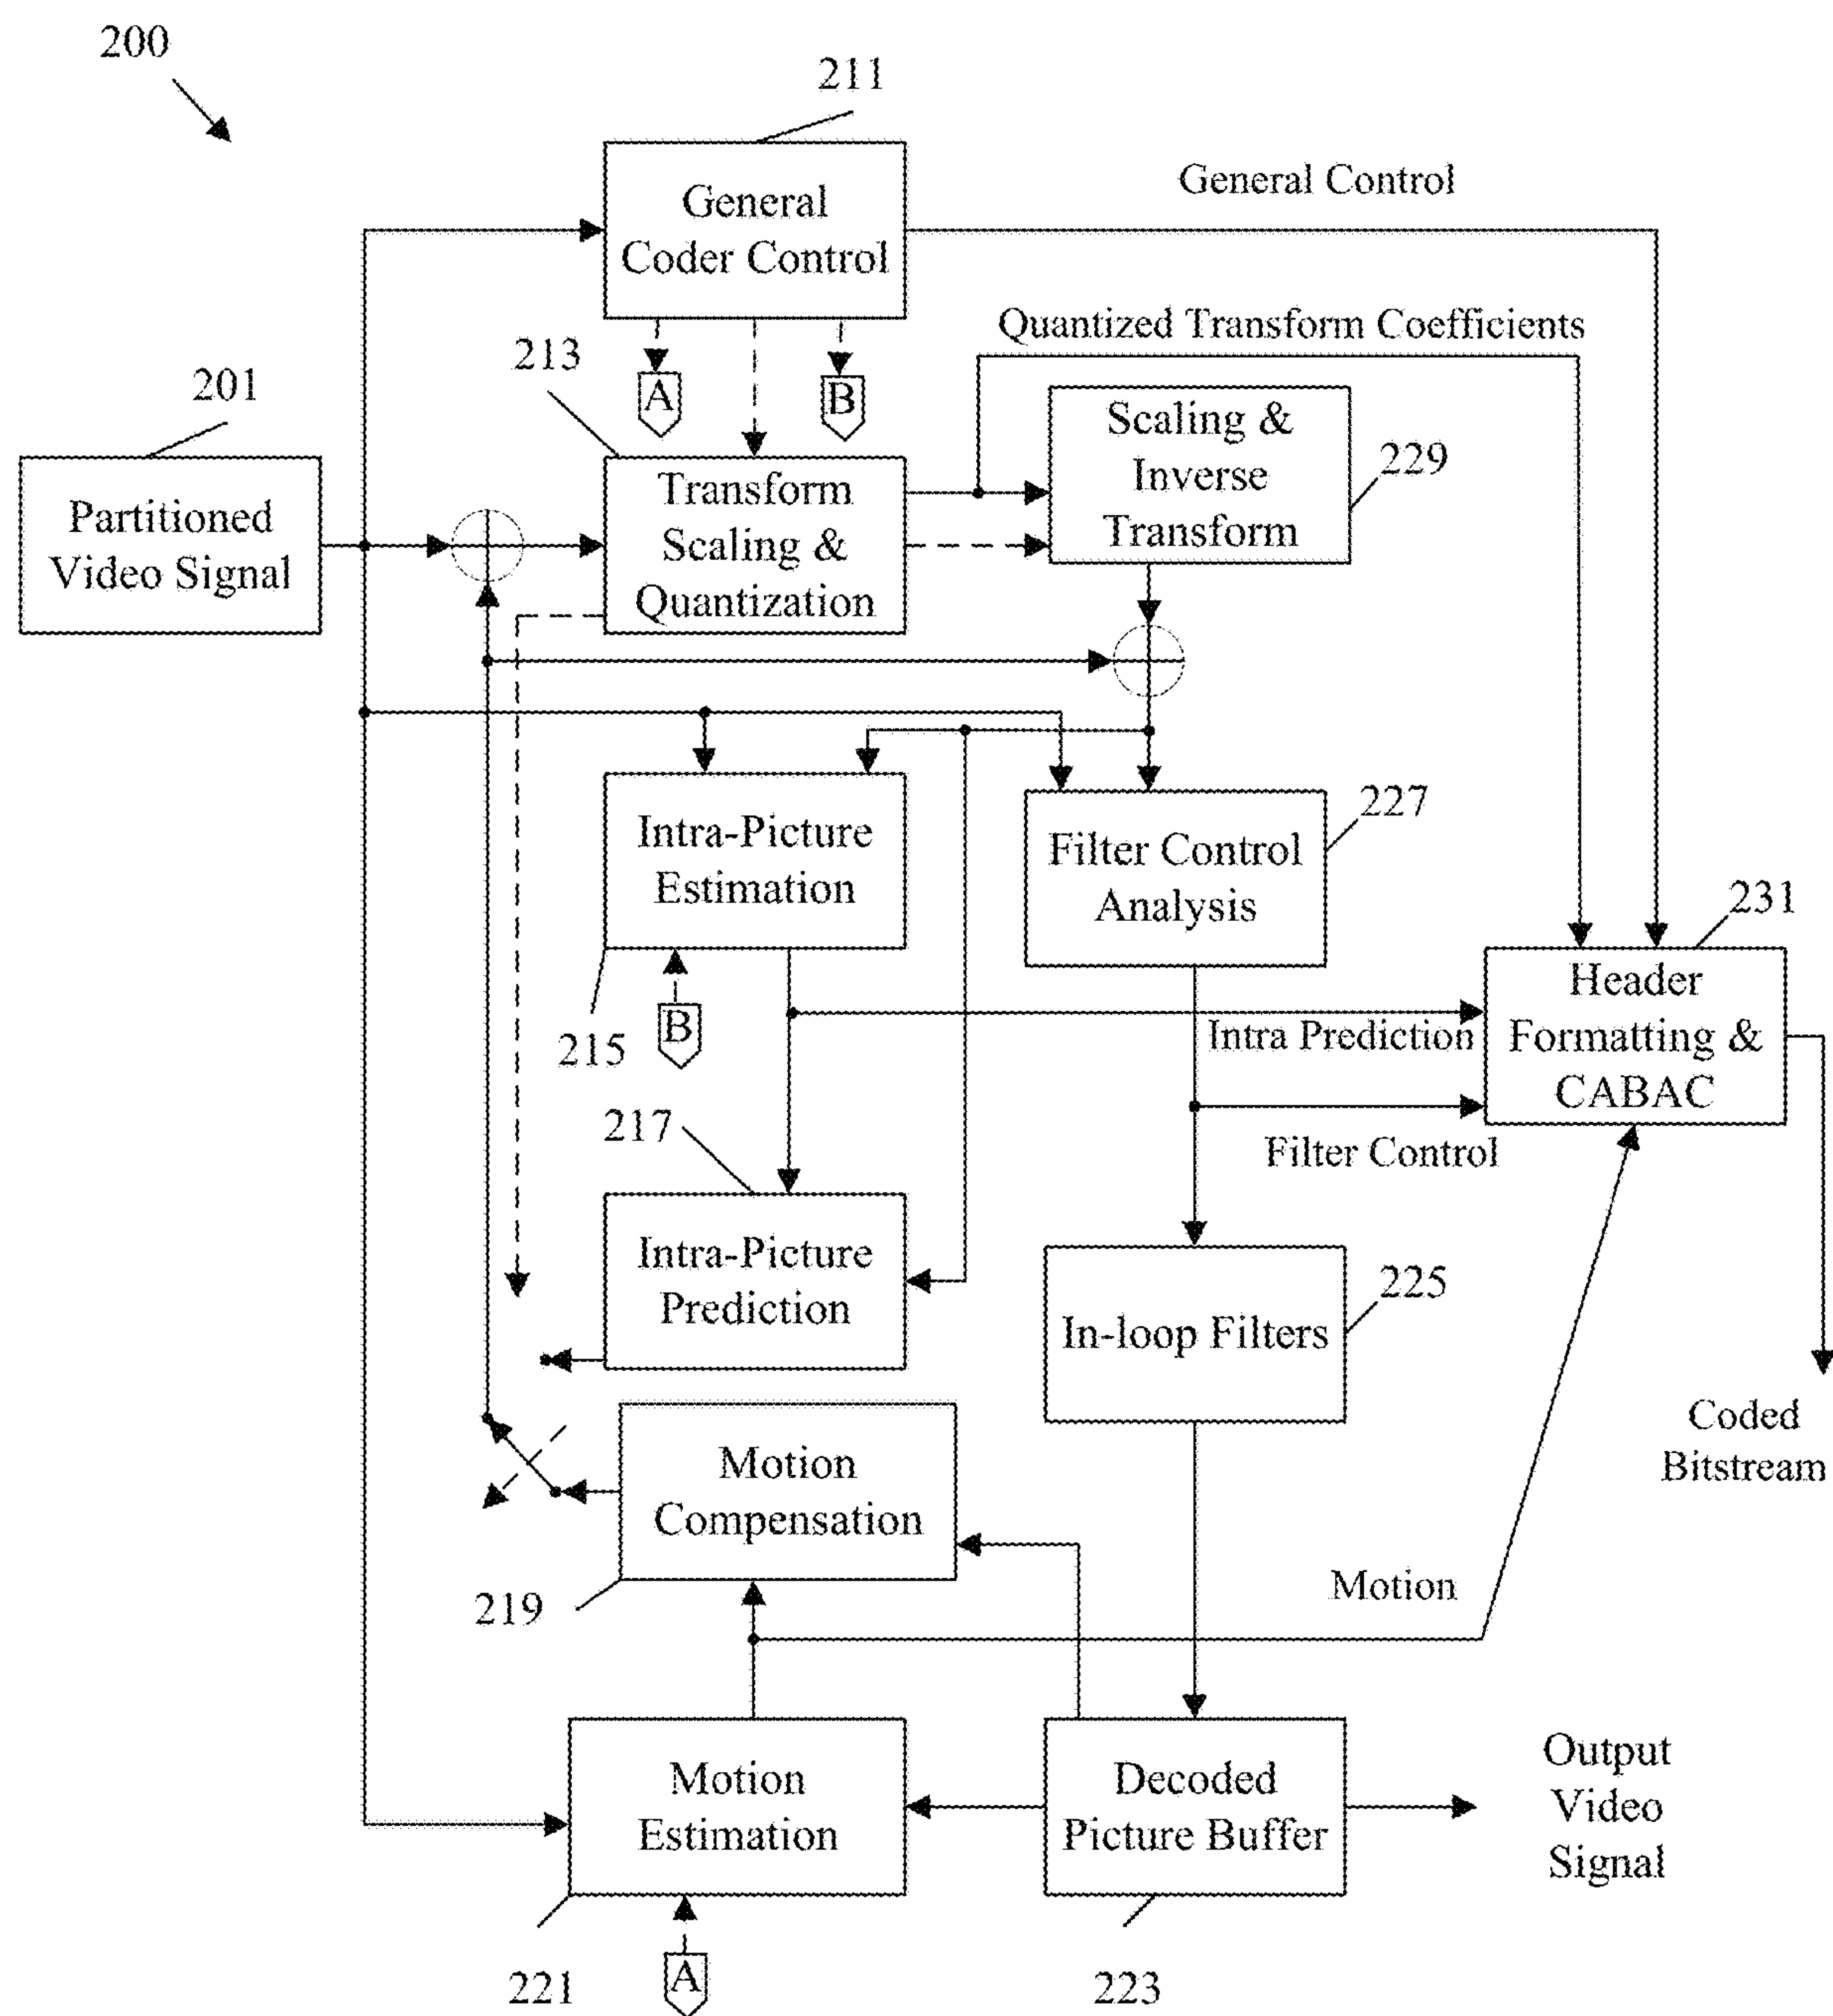 200
211
General
Coder Control
General Control
Quantized Transform Coefficients
213
A
B
201
Partitioned
Video Signal
Transform
Scaling &
Quantization
Scaling &
Inverse
Transform
229
Intra-Picture
Estimation
215
B
227
Filter Control
Analysis
231
Header
Formatting &
CABAC
Intra Prediction
Filter Control
217
Intra-Picture
Prediction
225
In-loop Filters
Coded
Bitstream
Motion
Compensation
219
Motion
Motion
Estimation
221
A
Decoded
Picture Buffer
223
Output
Video
Signal